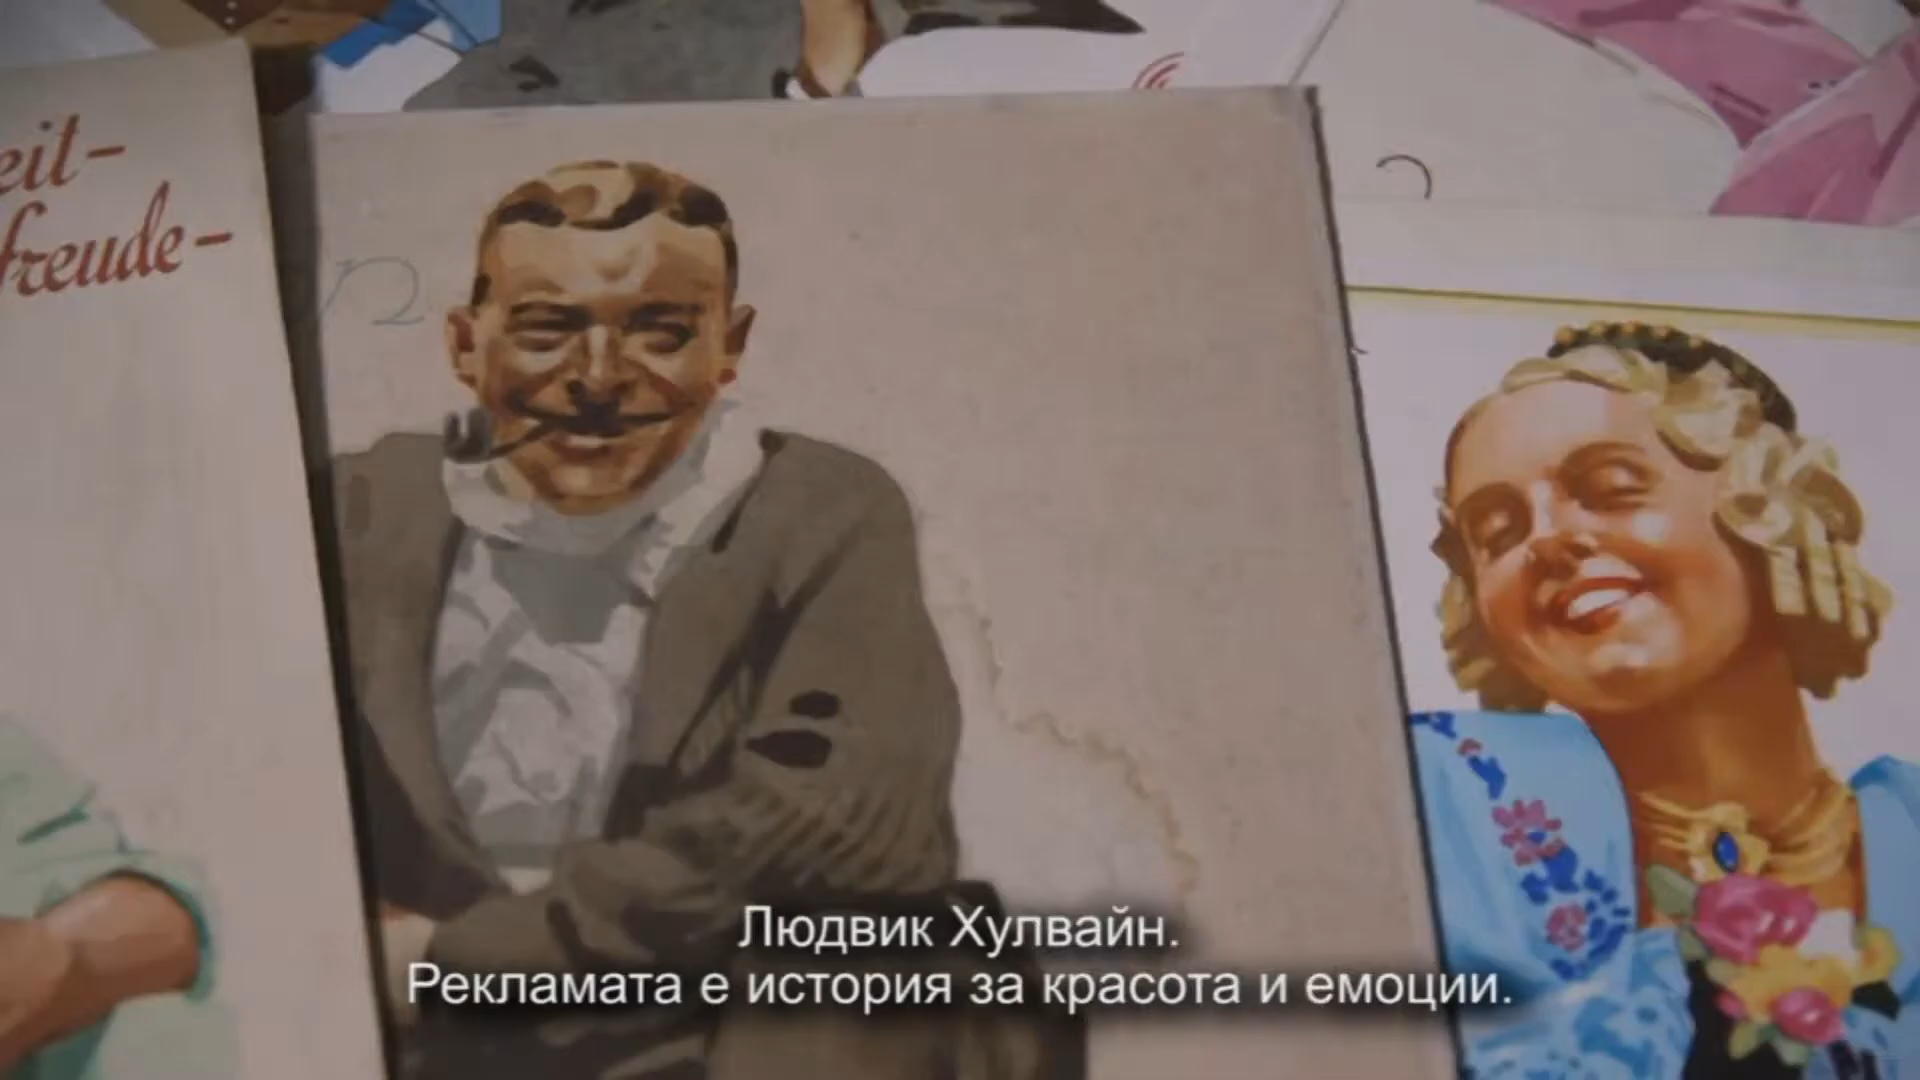 eit-
freude-
Людвик Хулвайн.
Рекламата е история за красота и емоции.